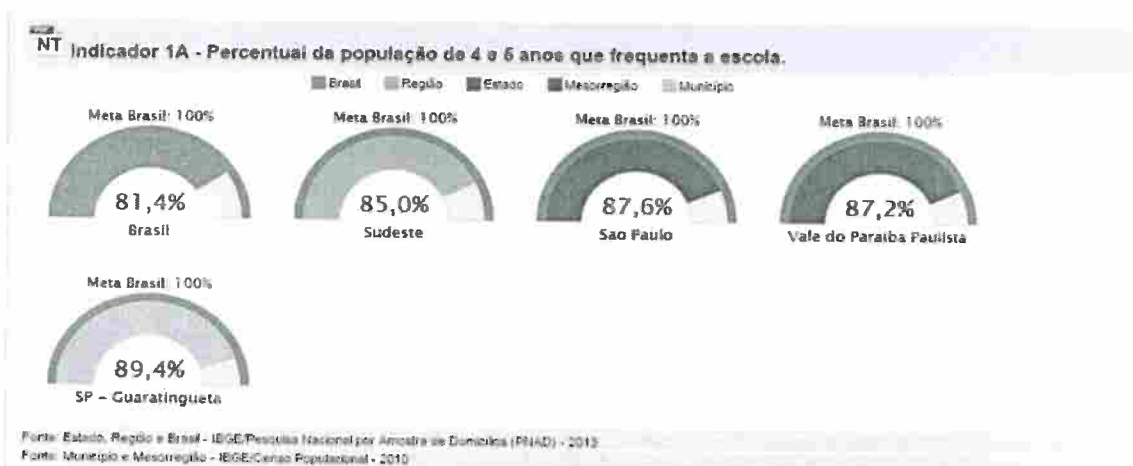 NT Indicador 1A - Percentual da população de 4 a 5 anos que frequenta a escola.
Brasil Região Estado Mesorregião Município
Meta Brasil: 100% Meta Brasil: 100% Meta Brasil: 100% Meta Brasil: 100%
81,4% 85,0% 87,6% 87,2%
Brasil Sudeste Sao Paulo Vale do Paraiba Paulista
Meta Brasil: 100%
89,4%
SP – Guaratingueta
Fonte: Estado, Região e Brasil - IBGE/Pesquisa Nacional por Amostra de Domicílios (PNAD) - 2013
Fonte: Município e Mesorregião - IBGE/Censo Populacional - 2010